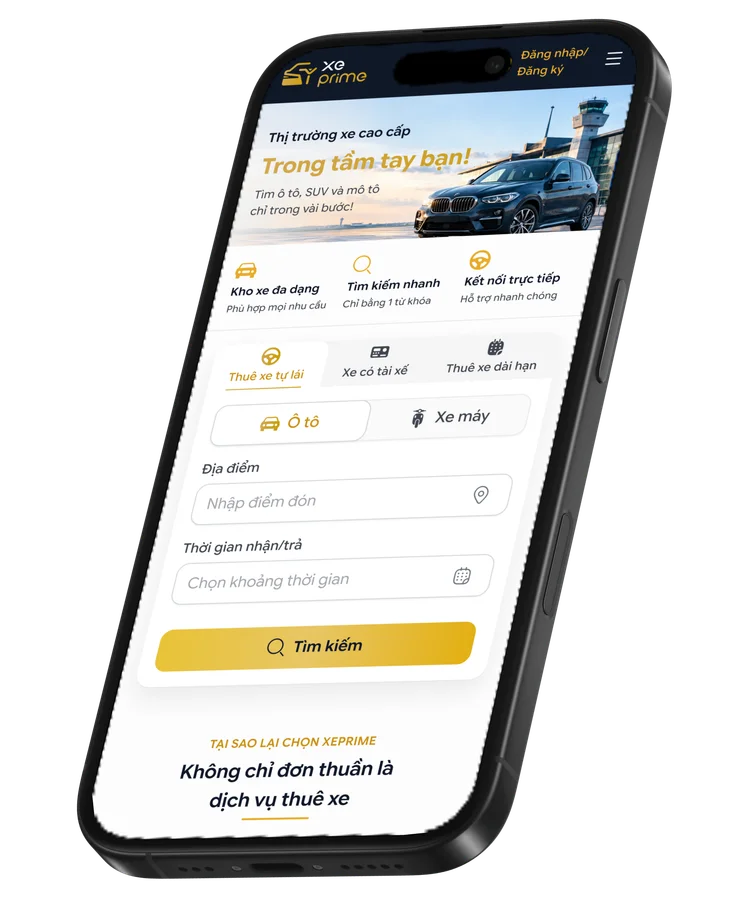 xe
prime
Đăng nhập/
Đăng ký
Thị trường xe cao cấp
Trong tầm tay bạn!
Tìm ô tô, SUV và mô tô
chỉ trong vài bước!
Kho xe đa dạng
Phù hợp mọi nhu cầu
Tìm kiếm nhanh
Chỉ bằng 1 từ khóa
Kết nối trực tiếp
Hỗ trợ nhanh chóng
Thuê xe tự lái
Xe có tài xế
Thuê xe dài hạn
Ô tô
Xe máy
Địa điểm
Nhập điểm đón
Thời gian nhận/trả
Chọn khoảng thời gian
Tìm kiếm
TẠI SAO LẠI CHỌN XEPRIME
Không chỉ đơn thuần là
dịch vụ thuê xe